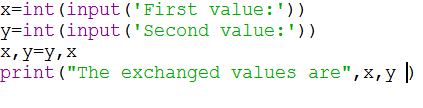 x=int(input('First value:'))
y=int(input('Second value:'))
x,y=y,x
print("The exchanged values are",x,y )